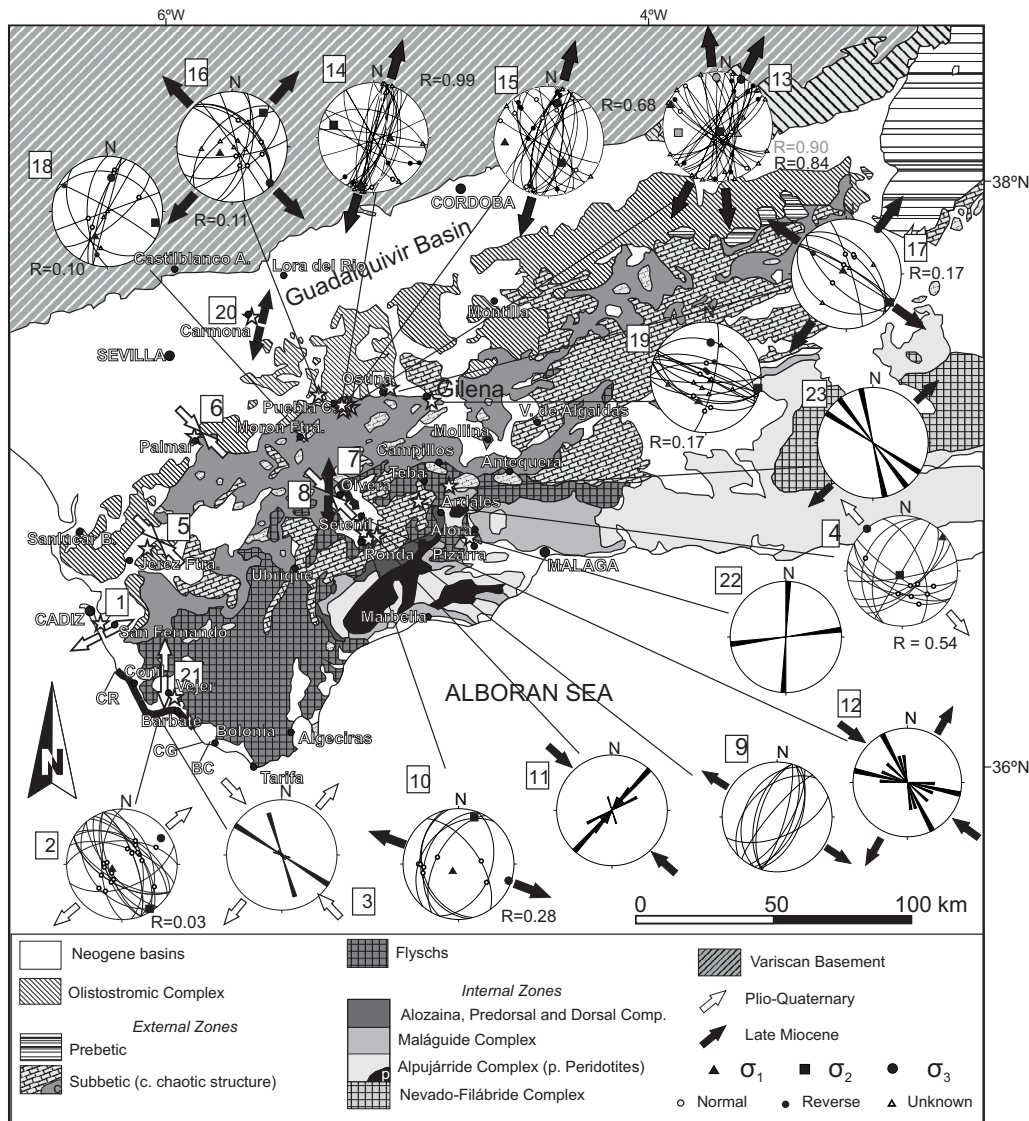 6ºW
4ºW
16
N
14
N
R=0.99
15
N
R=0.68
N
13
R=0.90
R=0.84
18
N
R=0.11
CORDOBA
38ºN
R=0.10
Castilblanco A.
Lora del Rio
Guadalquivir Basin
N
17
R=0.17
20
Carmona
Montilla
SEVILLA
19
N
Osuna
Gilena
Puebla C.
N
23
6
Moron Ftra.
V. de Algaidas
R=0.17
Palmar
Mollina
7
Campillos
Teba
Antequera
8
Olvera
Ardales
Setenil
N
4
5
Sanlucar B.
Alora
Jerez Ftra.
Ronda
Pizarra
MALAGA
Ubrique
22
N
CADIZ
1
Marbella
San Fernando
R = 0.54
21
Conil
Vejer
CR
ALBORAN SEA
Barbate
Bolonia
Algeciras
CG
BC
Tarifa
36ºN
N
12
N
9
N
11
N
10
N
2
N
N
3
R=0.03
R=0.28
0
50
100 km
Neogene basins
Olistostromic Complex
External Zones
Prebetic
Subbetic (c. chaotic structure)
c
Flyschs
Internal Zones
Alozaina, Predorsal and Dorsal Comp.
Maláguide Complex
Alpujárride Complex (p. Peridotites)
p
Nevado-Filábride Complex
Variscan Basement
Plio-Quaternary
Late Miocene
σ1
σ2
σ3
Normal
Reverse
Unknown